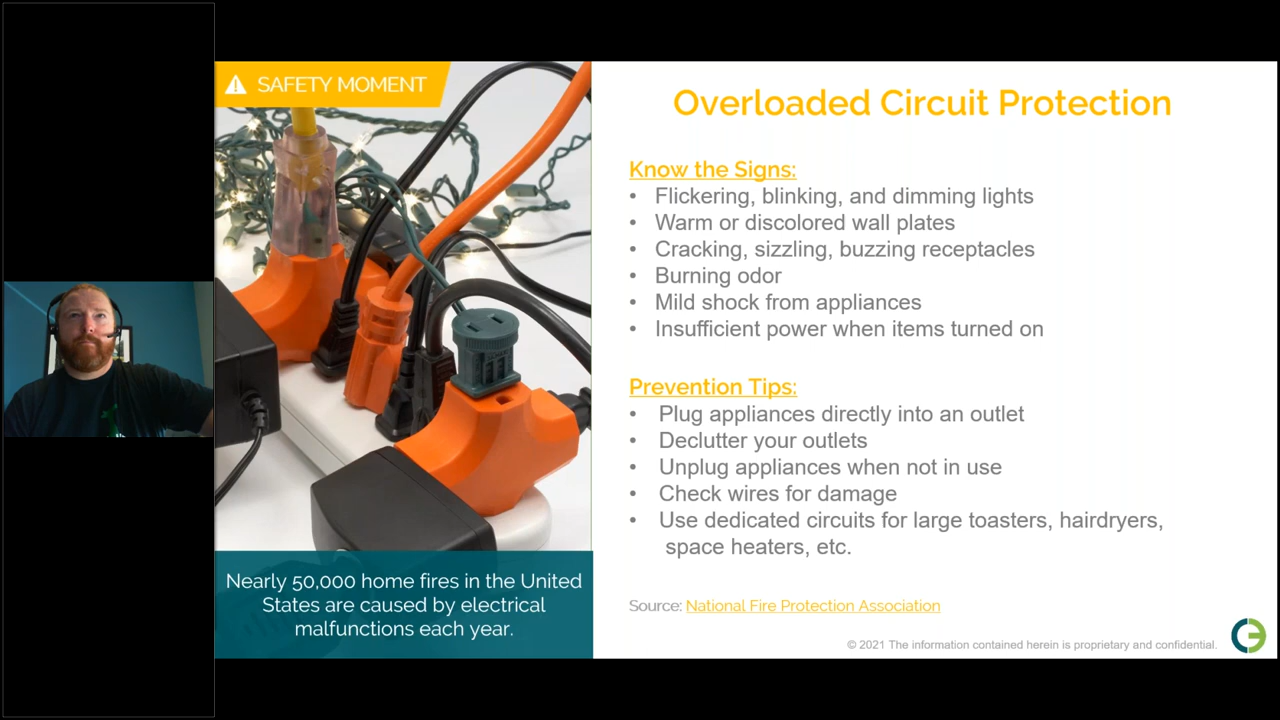 SAFETY MOMENT
Nearly 50,000 home fires in the United
States are caused by electrical
malfunctions each year.
Overloaded Circuit Protection
Know the Signs:
• Flickering, blinking, and dimming lights
• Warm or discolored wall plates
• Cracking, sizzling, buzzing receptacles
• Burning odor
• Mild shock from appliances
• Insufficient power when items turned on
Prevention Tips:
• Plug appliances directly into an outlet
• Declutter your outlets
• Unplug appliances when not in use
• Check wires for damage
• Use dedicated circuits for large toasters, hairdryers,
space heaters, etc.
Source: National Fire Protection Association
© 2021 The information contained herein is proprietary and confidential.